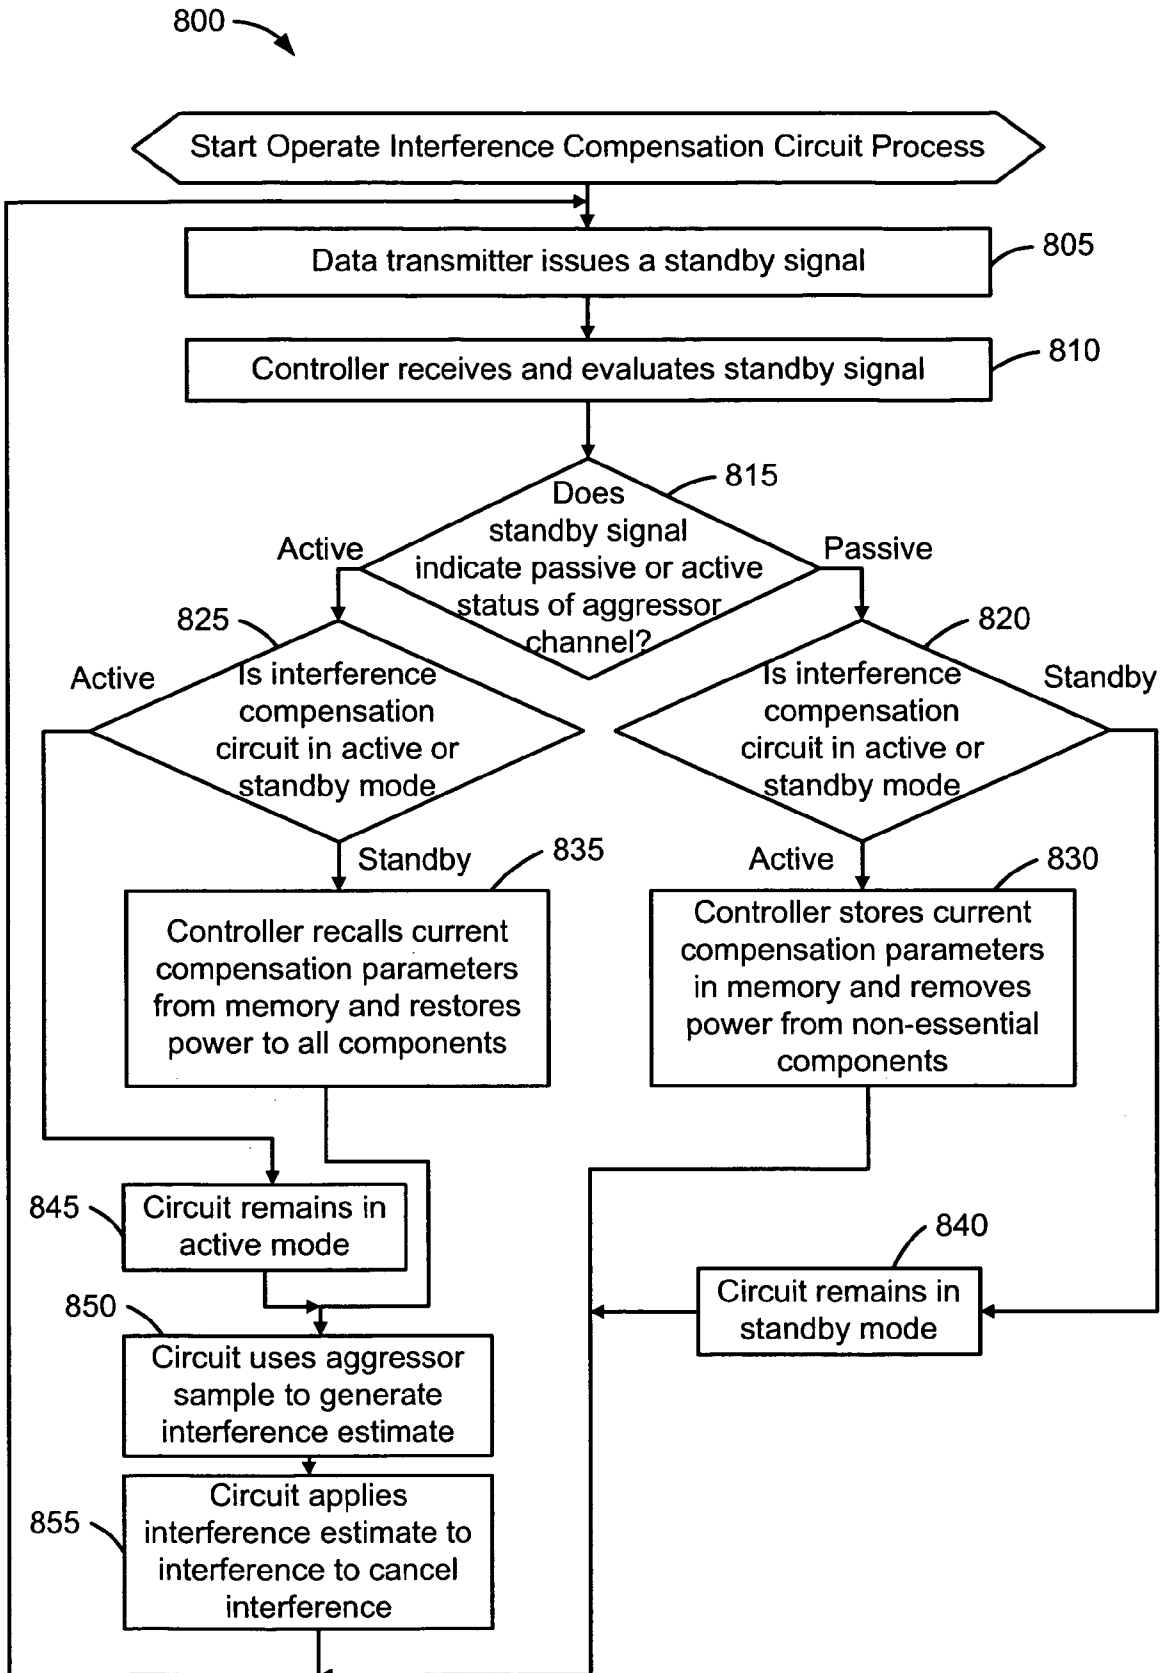 800
Start Operate Interference Compensation Circuit Process
Data transmitter issues a standby signal
805
Controller receives and evaluates standby signal
810
815
Does
standby signal
indicate passive or active
status of aggressor
channel?
Active
Passive
825
820
Active
Is interference
compensation
circuit in active or
standby mode
Is interference
compensation
circuit in active or
standby mode
Standby
Standby
835
Active
830
Controller recalls current
compensation parameters
from memory and restores
power to all components
Controller stores current
compensation parameters
in memory and removes
power from non-essential
components
845
Circuit remains in
active mode
840
Circuit remains in
standby mode
850
Circuit uses aggressor
sample to generate
interference estimate
855
Circuit applies
interference estimate to
interference to cancel
interference